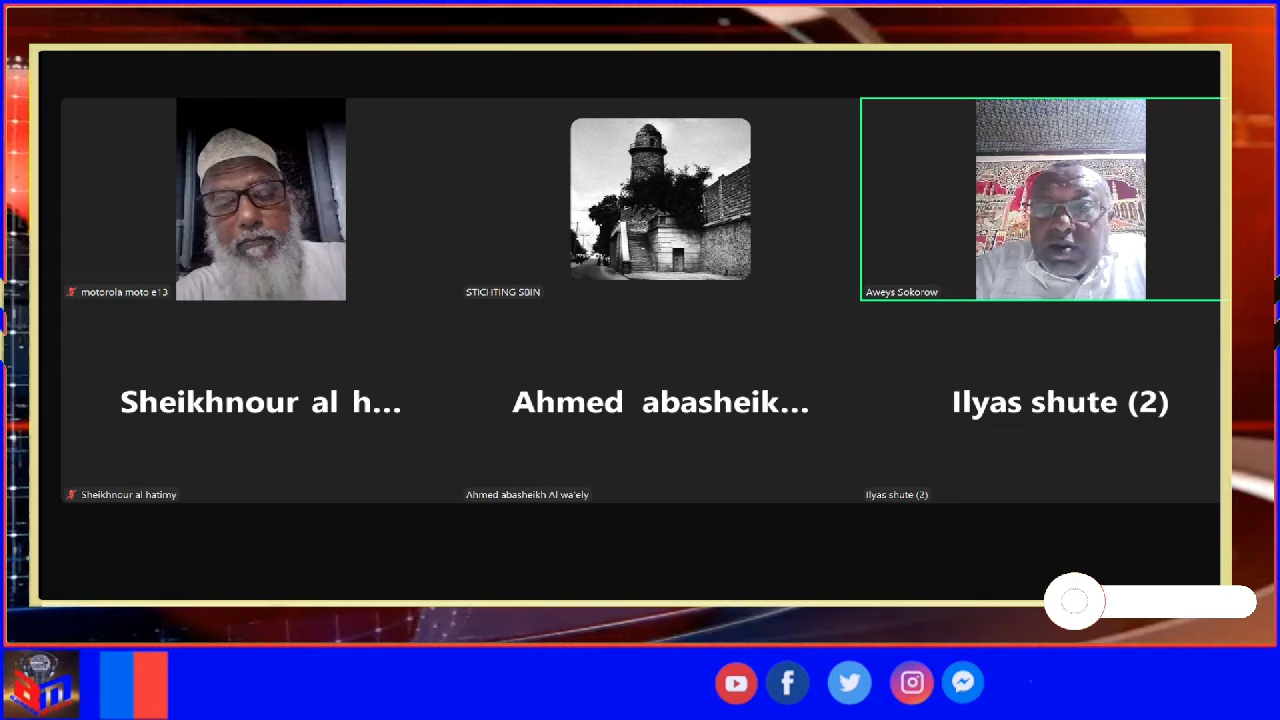 motorola moto e13
STICHTING SBIN
Aweys Sokorow
Sheikhnour al h...
Ahmed abasheik...
Ilyas shute (2)
Sheikhnour al hatimy
Ahmed abasheikh Al wa'ely
Ilyas shute (2)